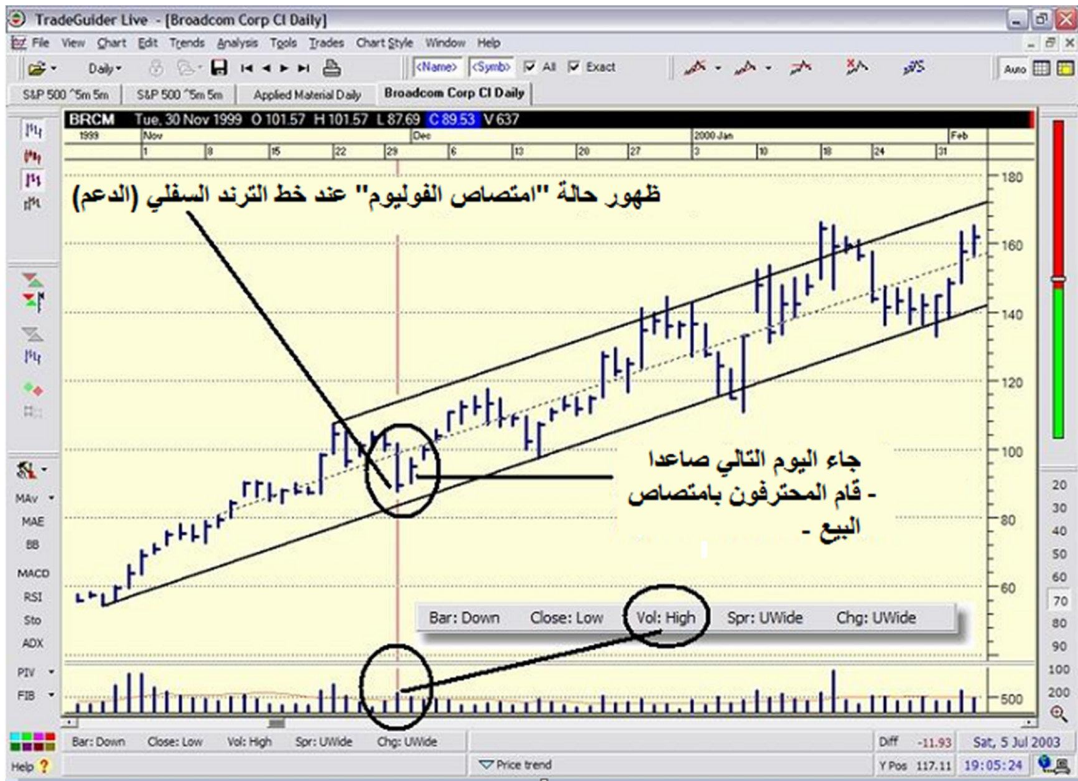 TradeGuider Live - [Broadcom Corp CI Daily]
File View Chart Edit Trends Analysis Tools Trades Chart Style Window Help
Daily <Name> <Symb> All Exact Auto
S&P 500 ^5m 5m S&P 500 ^5m 5m Applied Material Daily Broadcom Corp CI Daily
BRCM Tue, 30 Nov 1999 O 101.57 H 101.57 L 87.69 C 89.53 V 637
1999 Nov Dec 2000 Jan Feb
1 8 15 22 29 6 13 20 27 3 10 18 24 31
ظهور حالة "امتصاص الفوليوم" عند خط الترند السفلي (الدعم)
180
160
140
120
100
80
60
جاء اليوم التالي صاعدا
- قام المحترفون بامتصاص
البيع -
Bar: Down Close: Low Vol: High Spr: UWide Chg: UWide
500
MAv
MAE
BB
MACD
RSI
Sto
ADX
PIV
FIB
20
30
40
50
60
70
80
90
100
200
Bar: Down Close: Low Vol: High Spr: UWide Chg: UWide Diff -11.93 Sat, 5 Jul 2003
Help ? Price trend Y Pos 117.11 19:05:24